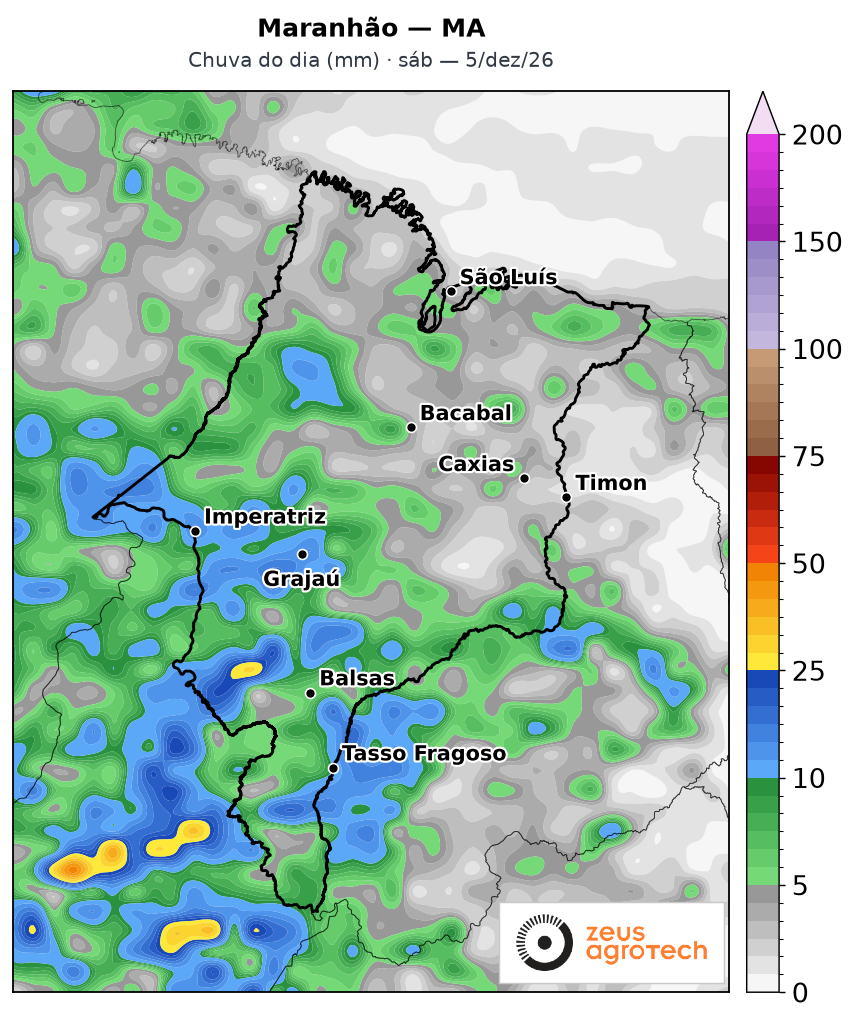 Maranhão — MA
Chuva do dia (mm) · sáb — 5/dez/26
São Luís
Bacabal
Caxias
Timon
Imperatriz
Grajaú
Balsas
Tasso Fragoso
200
150
100
75
50
25
10
5
0
zeus
agrotech